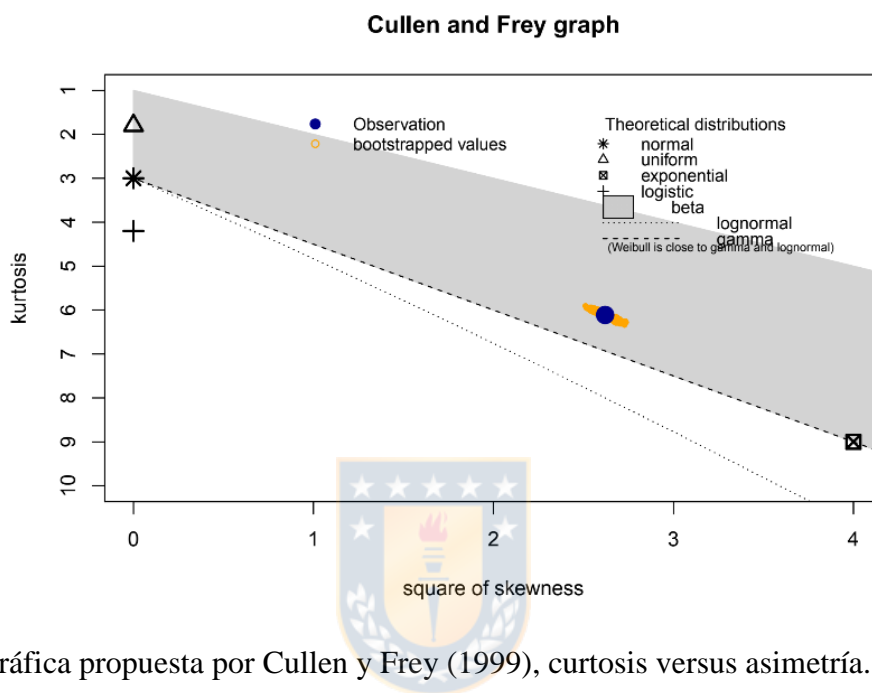 Cullen and Frey graph
Observation
bootstrapped values
Theoretical distributions
normal
uniform
exponential
logistic
beta
lognormal
gamma
(Weibull is close to gamma and lognormal)
kurtosis
1
2
3
4
5
6
7
8
9
10
0
1
2
3
4
square of skewness
ráfica propuesta por Cullen y Frey (1999), curtosis versus asimetría.